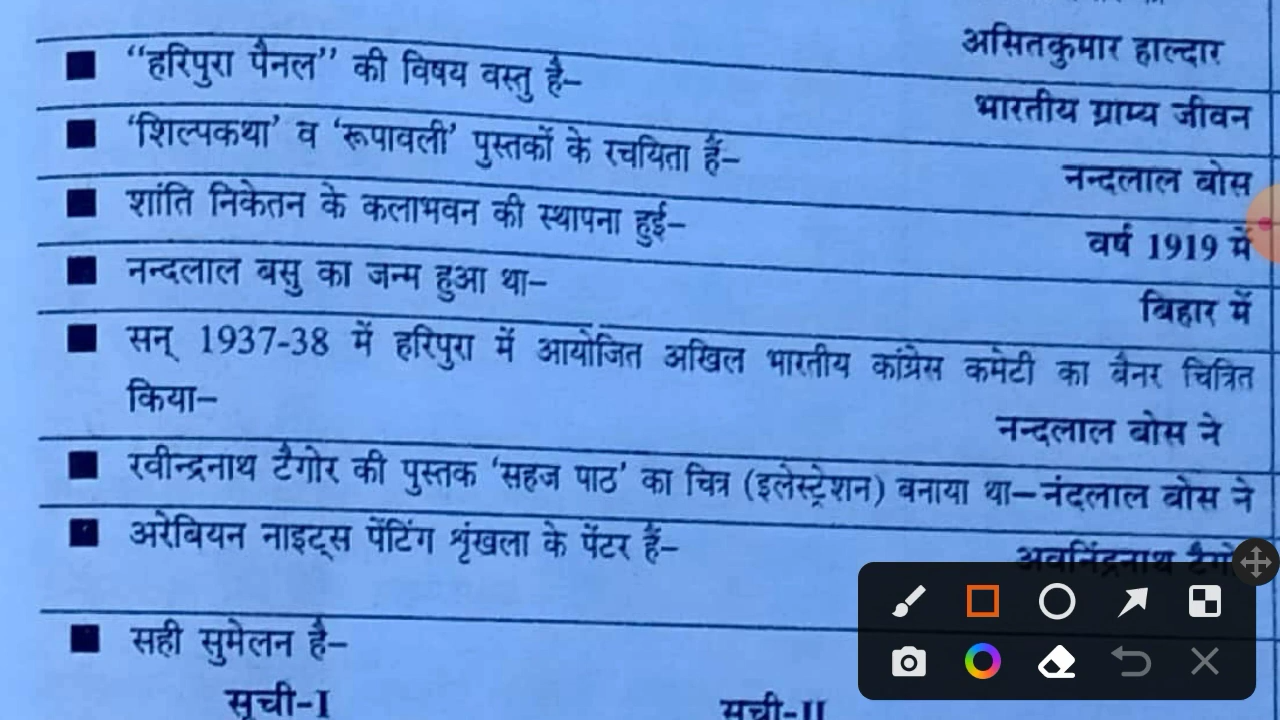 असितकुमार हाल्दार
■ “हरिपुरा पैनल” की विषय वस्तु है–
भारतीय ग्राम्य जीवन
■ ‘शिल्पकथा’ व ‘रूपावली’ पुस्तकों के रचयिता हैं–
नन्दलाल बोस
■ शांति निकेतन के कलाभवन की स्थापना हुई–
वर्ष 1919 में
■ नन्दलाल बसु का जन्म हुआ था–
बिहार में
■ सन् 1937-38 में हरिपुरा में आयोजित अखिल भारतीय कांग्रेस कमेटी का बैनर चित्रित
किया–
नन्दलाल बोस ने
■ रवीन्द्रनाथ टैगोर की पुस्तक ‘सहज पाठ’ का चित्र (इलेस्ट्रेशन) बनाया था–नंदलाल बोस ने
■ अरेबियन नाइट्स पेंटिंग शृंखला के पेंटर हैं–
अवनिंद्रनाथ
■ सही सुमेलन है–
सूची-I सूची-II